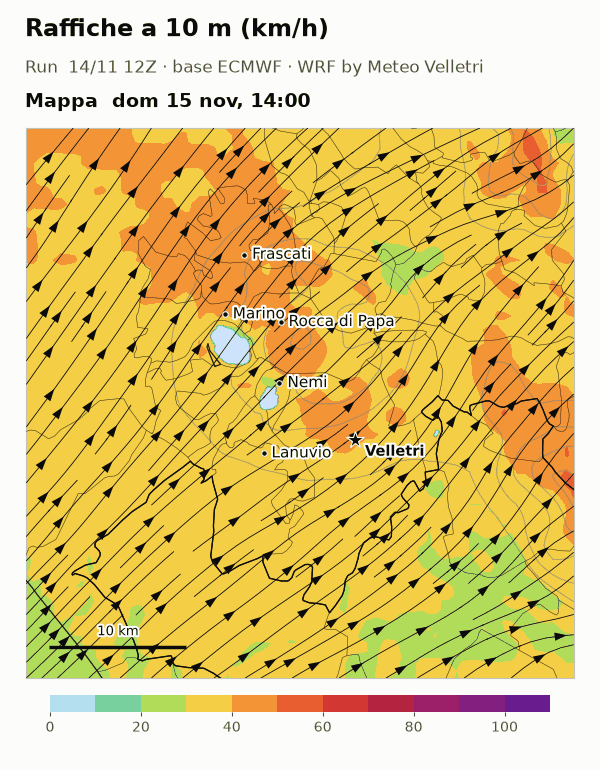 Raffiche a 10 m (km/h)
Run 14/11 12Z · base ECMWF · WRF by Meteo Velletri
Mappa dom 15 nov, 14:00
Frascati
Marino
Rocca di Papa
Nemi
Velletri
Lanuvio
10 km
0 20 40 60 80 100